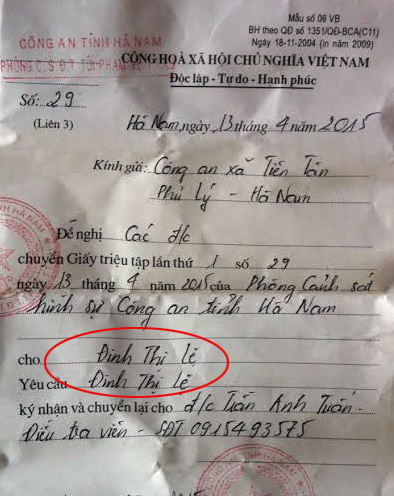 Mẫu số 06 VB
BH theo QĐ số 1351/QĐ-BCA(C11)
Ngày 18-11-2004 (in năm 2009)
CÔNG AN TỈNH HÀ NAM
PHÒNG C.S.Đ.T TỘI PHẠM
CỘNG HOÀ XÃ HỘI CHỦ NGHĨA VIỆT NAM
Độc lập - Tự do - Hạnh phúc
Số: 29
(Liên 3)
Hà Nam, ngày 13 tháng 4 năm 2015
Kính gửi: Công an xã Tiên Tân
Phủ Lý - Hà Nam
Đề nghị Các đ/c
chuyển Giấy triệu tập lần thứ 1 số 29
ngày 13 tháng 4 năm 2015 của Phòng Cảnh sát
hình sự Công an tỉnh Hà Nam
cho Đinh Thị Lệ
Yêu cầu Đinh Thị Lệ
ký nhận và chuyển lại cho đ/c Trần Anh Tuấn-
Điều tra viên - SĐT 0915493575